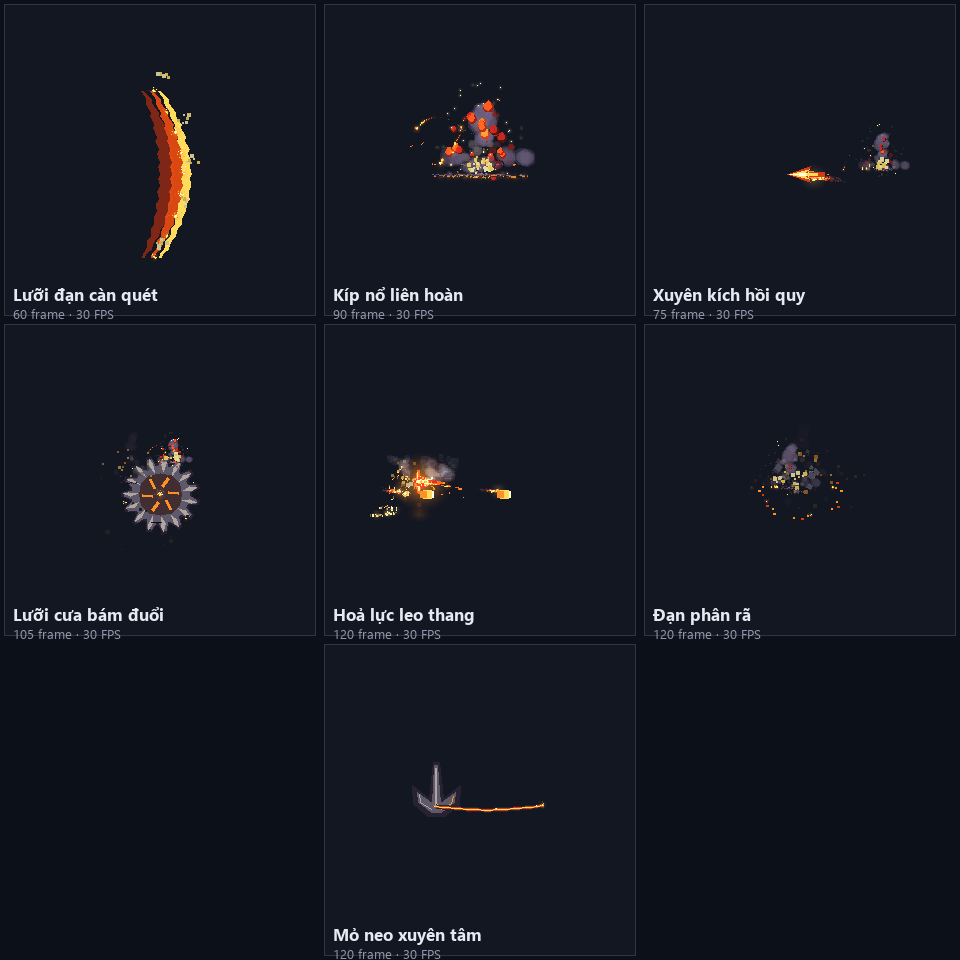 Lưỡi đạn càn quét
60 frame · 30 FPS
Kíp nổ liên hoàn
90 frame · 30 FPS
Xuyên kích hồi quy
75 frame · 30 FPS
Lưỡi cưa bám đuổi
105 frame · 30 FPS
Hoả lực leo thang
120 frame · 30 FPS
Đạn phân rã
120 frame · 30 FPS
Mỏ neo xuyên tâm
120 frame · 30 FPS